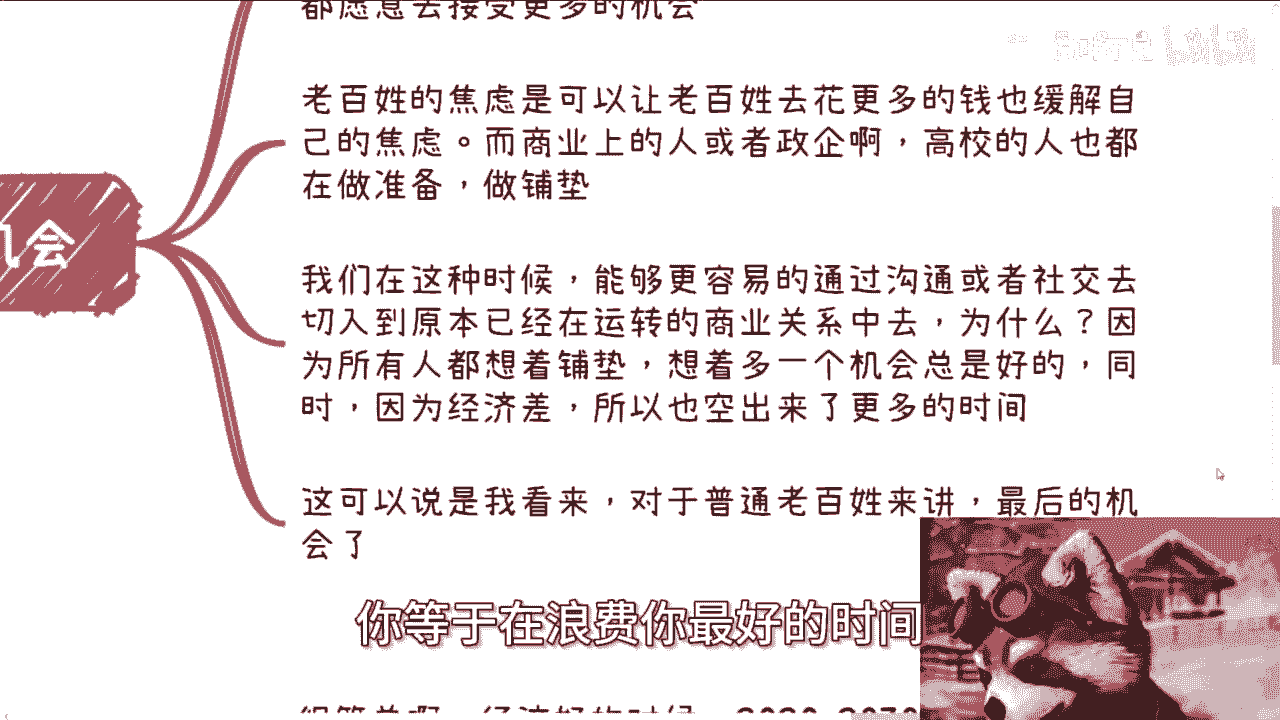 都愿意去接受更多的机会
老百姓的焦虑是可以让老百姓去花更多的钱也缓解自
己的焦虑。而商业上的人或者政企啊，高校的人也都
在做准备，做铺垫
机会
我们在这种时候，能够更容易的通过沟通或者社交去
切入到原本已经在运转的商业关系中去，为什么？因
为所有人都想着铺垫，想着多一个机会总是好的，同
时，因为经济差，所以也空出来了更多的时间
这可以说是我看来，对于普通老百姓来讲，最后的机
会了
你等于在浪费你最好的时间